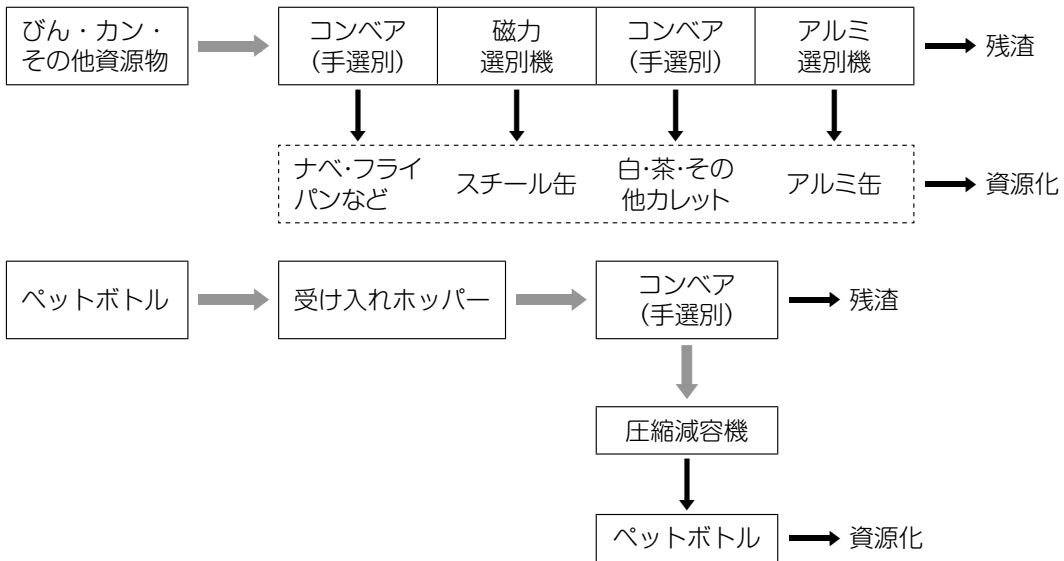 びん・カン・
その他資源物
コンベア
(手選別)
磁力
選別機
コンベア
(手選別)
アルミ
選別機
残渣
ナベ・フライ
パンなど
スチール缶
白・茶・その
他カレット
アルミ缶
資源化
ペットボトル
受け入れホッパー
コンベア
(手選別)
残渣
圧縮減容機
ペットボトル
資源化